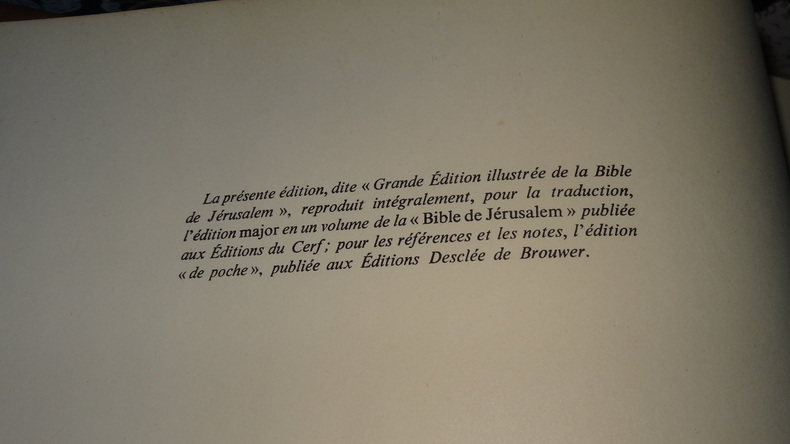 La présente édition, dite « Grande Édition illustrée de la Bible
de Jérusalem », reproduit intégralement, pour la traduction,
l'édition major en un volume de la « Bible de Jérusalem » publiée
aux Éditions du Cerf ; pour les références et les notes, l'édition
« de poche », publiée aux Éditions Desclée de Brouwer.